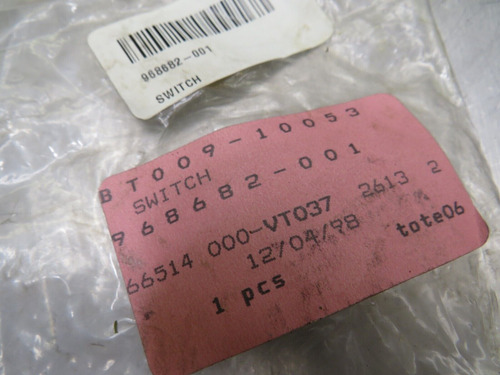 968682-001
SWITCH
BT009-10053
SWITCH
968682-001
66514 000-VT037 2613 2
12/04/98 tote06
1 pcs